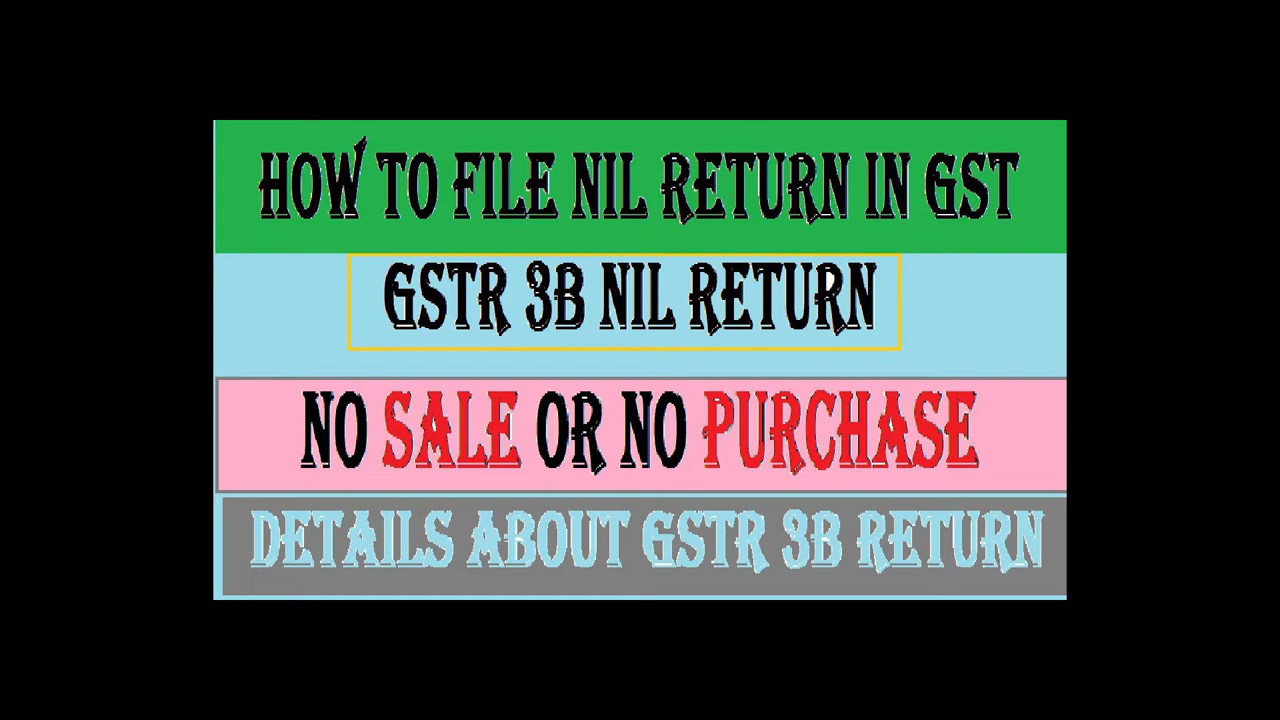 HOW TO FILE NIL RETURN IN GST
GSTR 3B NIL RETURN
NO SALE OR NO PURCHASE
DETAILS ABOUT GSTR 3B RETURN